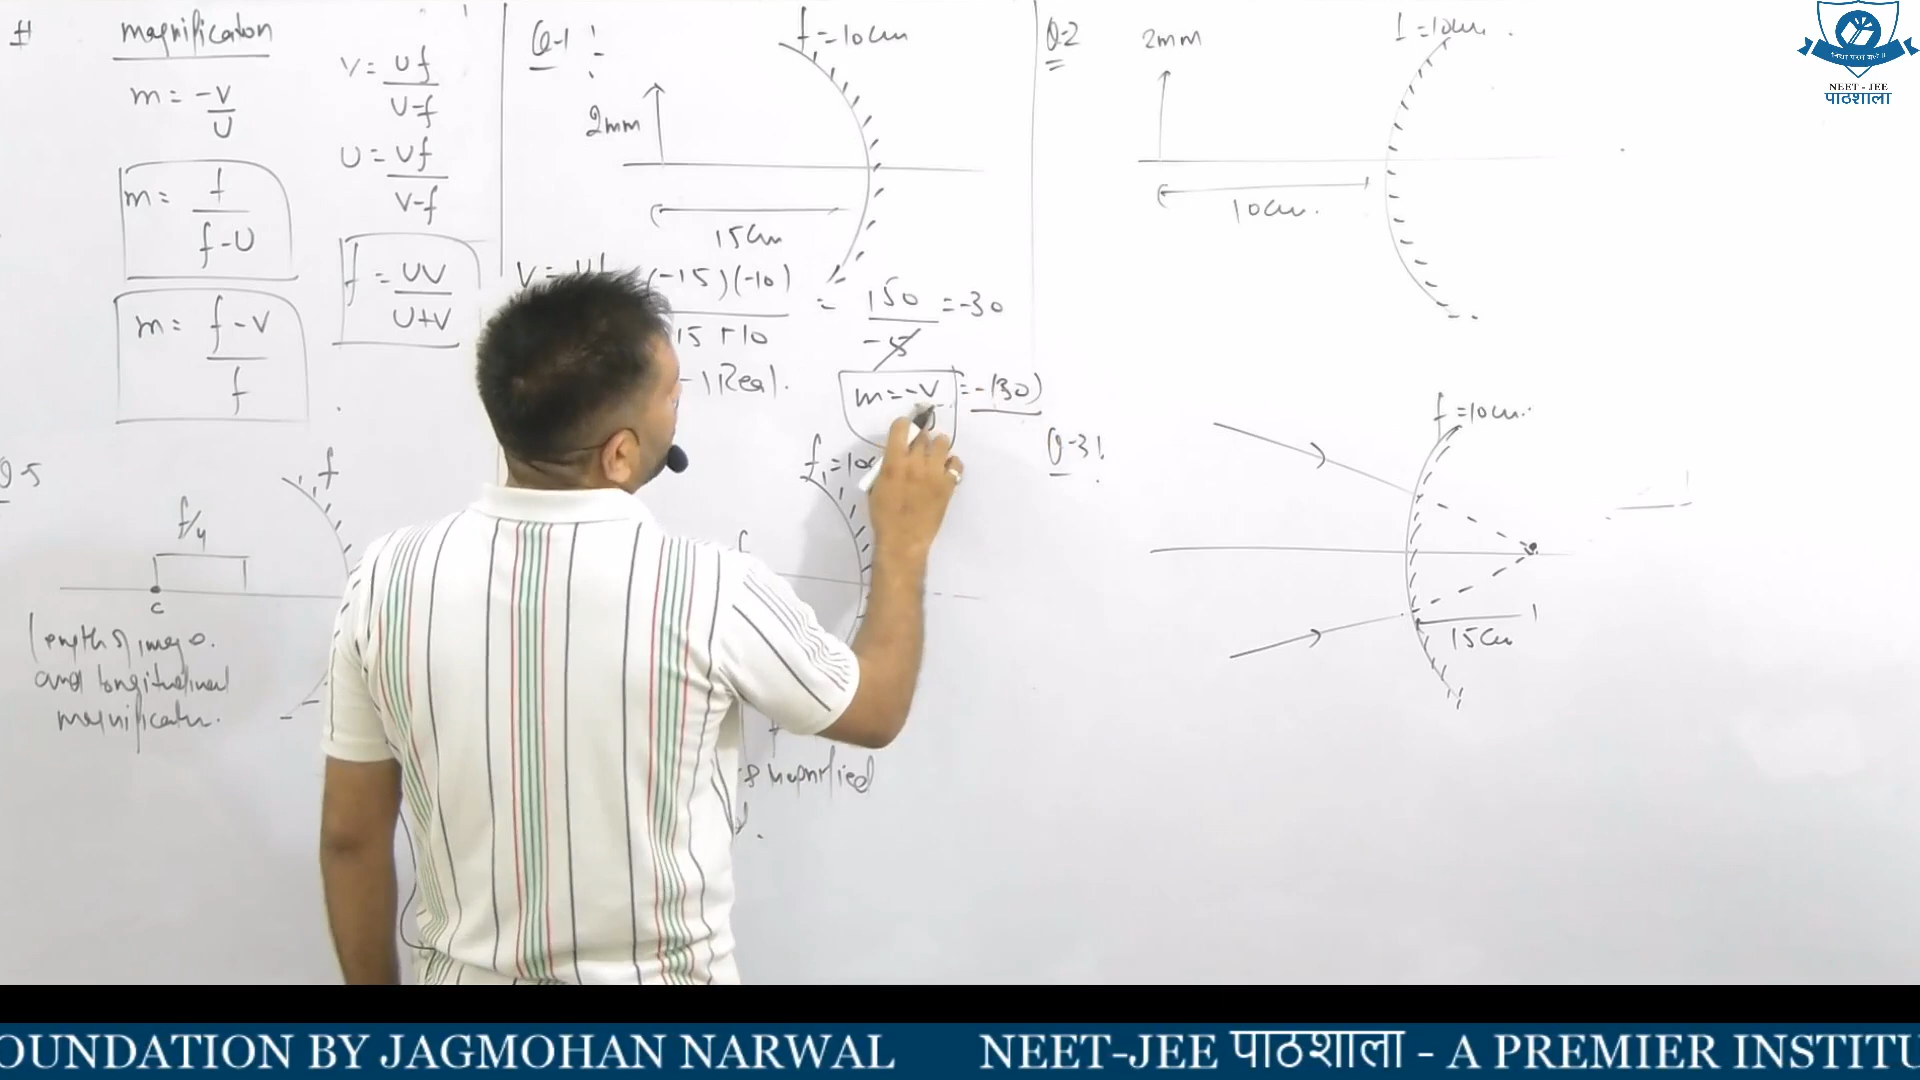 #
magnification
m = -v/u
m = f/f-u
m = f-v/f
v = uf/u-f
u = vf/v-f
f = uv/u+v
Q-1 :-
f = 10cm
2mm
15cm
(-15)(-10)
15+10
= 150/-5 = -30
-1 Real.
m = -v = -(30)
Q-2
2mm
f = 10cm.
10cm.
Q-3!
f = 10cm.
15cm
Q-5
f
f/4
c
length of image.
and longitudinal
magnification.
magnified
NEET - JEE
पाठशाला
OUNDATION BY JAGMOHAN NARWAL NEET-JEE पाठशाला - A PREMIER INSTITU